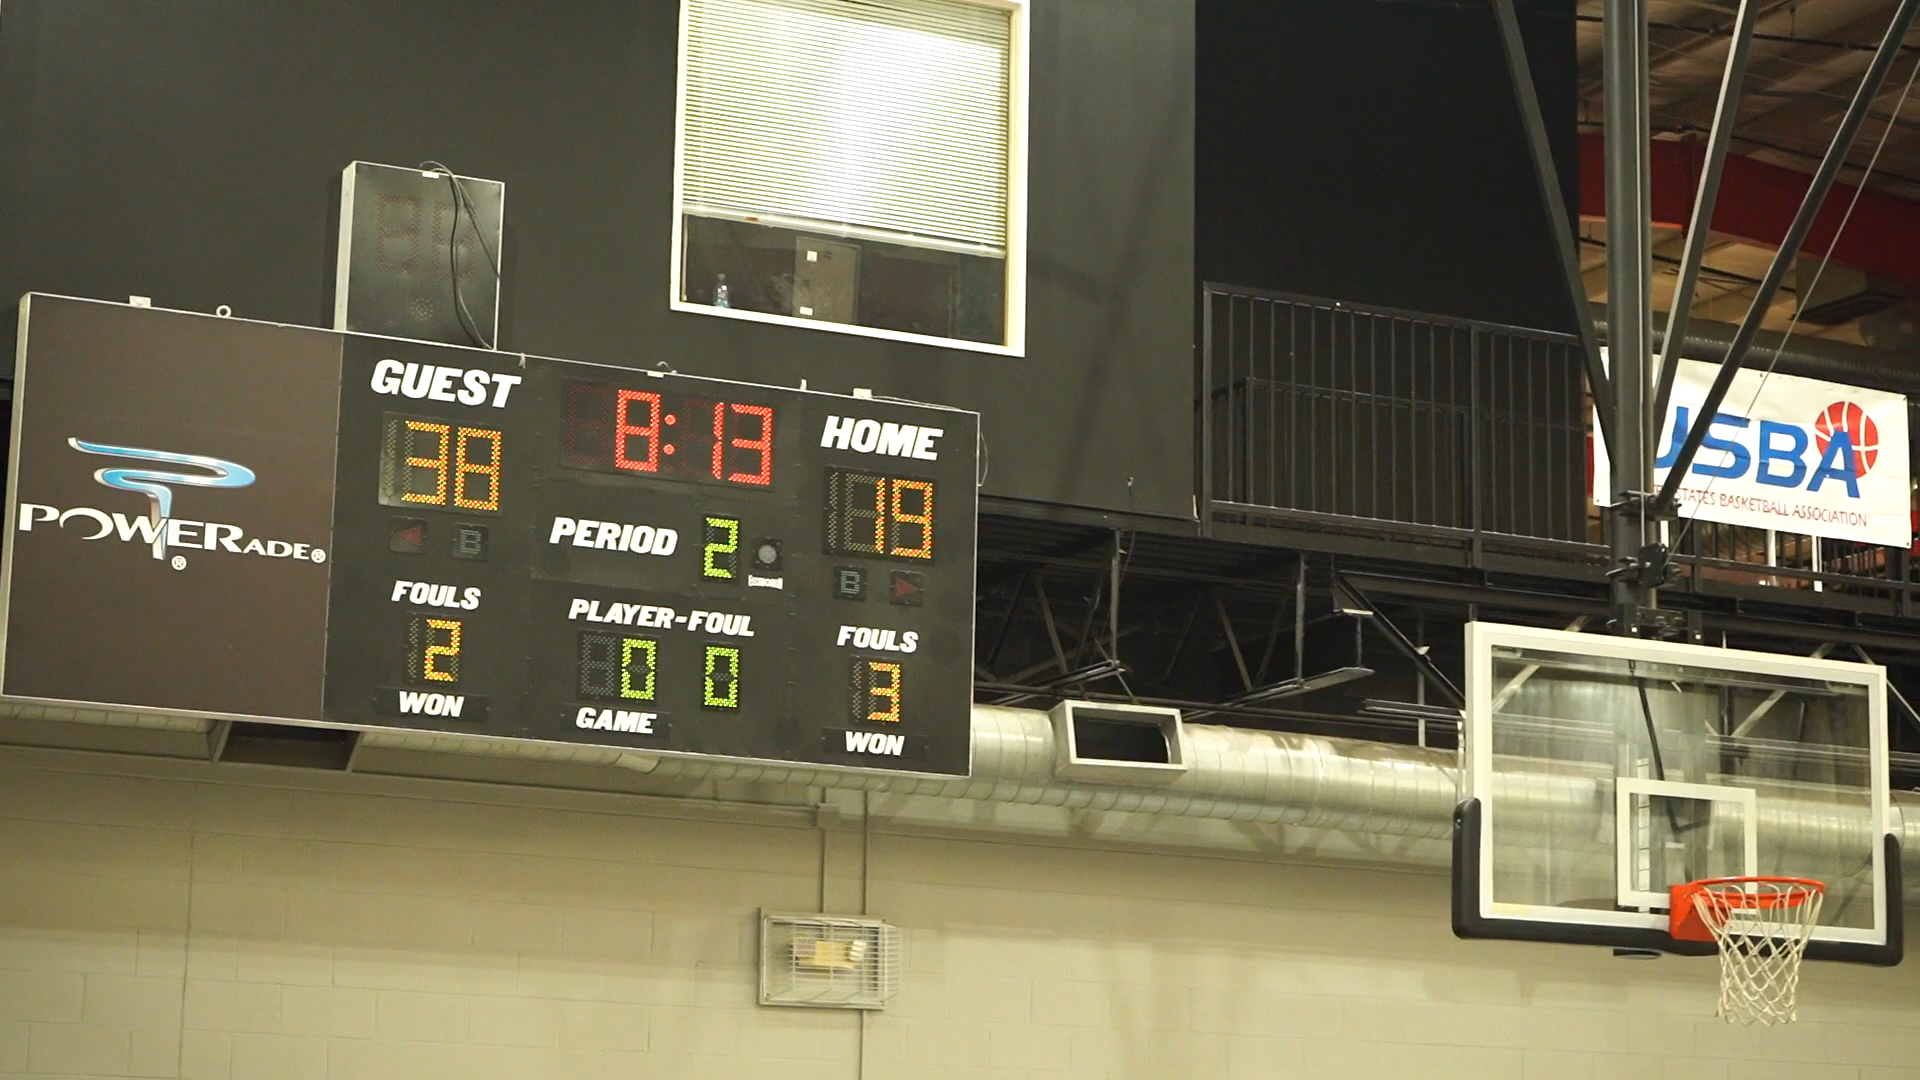 GUEST
38
8:13
HOME
19
POWERADE®
®
PERIOD 2
FOULS
2
PLAYER-FOUL
0 0
FOULS
3
WON
GAME
WON
USBA
STATES BASKETBALL ASSOCIATION